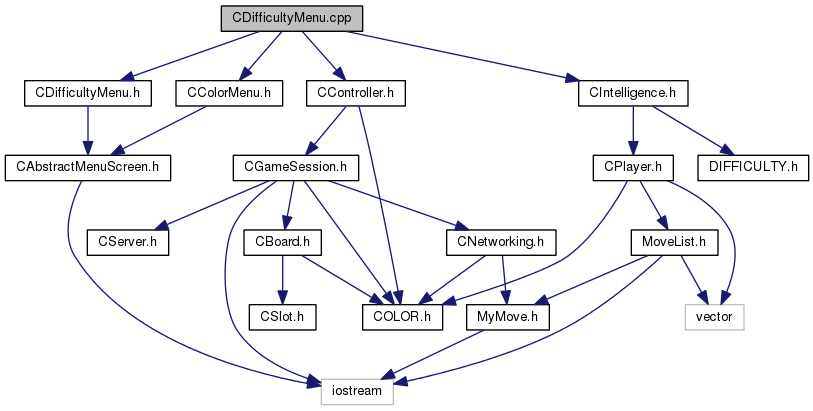 CDifficultyMenu.cpp
CDifficultyMenu.h
CColorMenu.h
CController.h
CIntelligence.h
CAbstractMenuScreen.h
CGameSession.h
CPlayer.h
DIFFICULTY.h
CServer.h
CBoard.h
CNetworking.h
MoveList.h
CSlot.h
COLOR.h
MyMove.h
vector
iostream